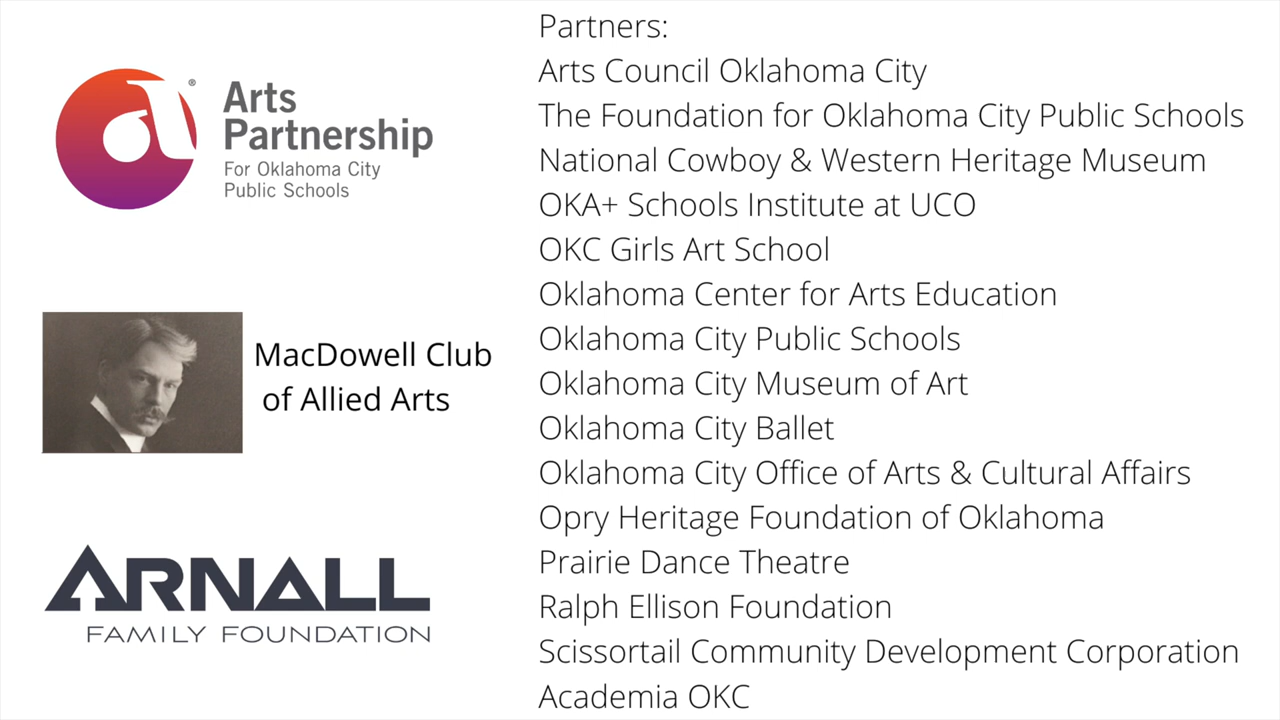 Arts
Partnership
For Oklahoma City
Public Schools
®
MacDowell Club
of Allied Arts
ARNALL
FAMILY FOUNDATION
Partners:
Arts Council Oklahoma City
The Foundation for Oklahoma City Public Schools
National Cowboy & Western Heritage Museum
OKA+ Schools Institute at UCO
OKC Girls Art School
Oklahoma Center for Arts Education
Oklahoma City Public Schools
Oklahoma City Museum of Art
Oklahoma City Ballet
Oklahoma City Office of Arts & Cultural Affairs
Opry Heritage Foundation of Oklahoma
Prairie Dance Theatre
Ralph Ellison Foundation
Scissortail Community Development Corporation
Academia OKC